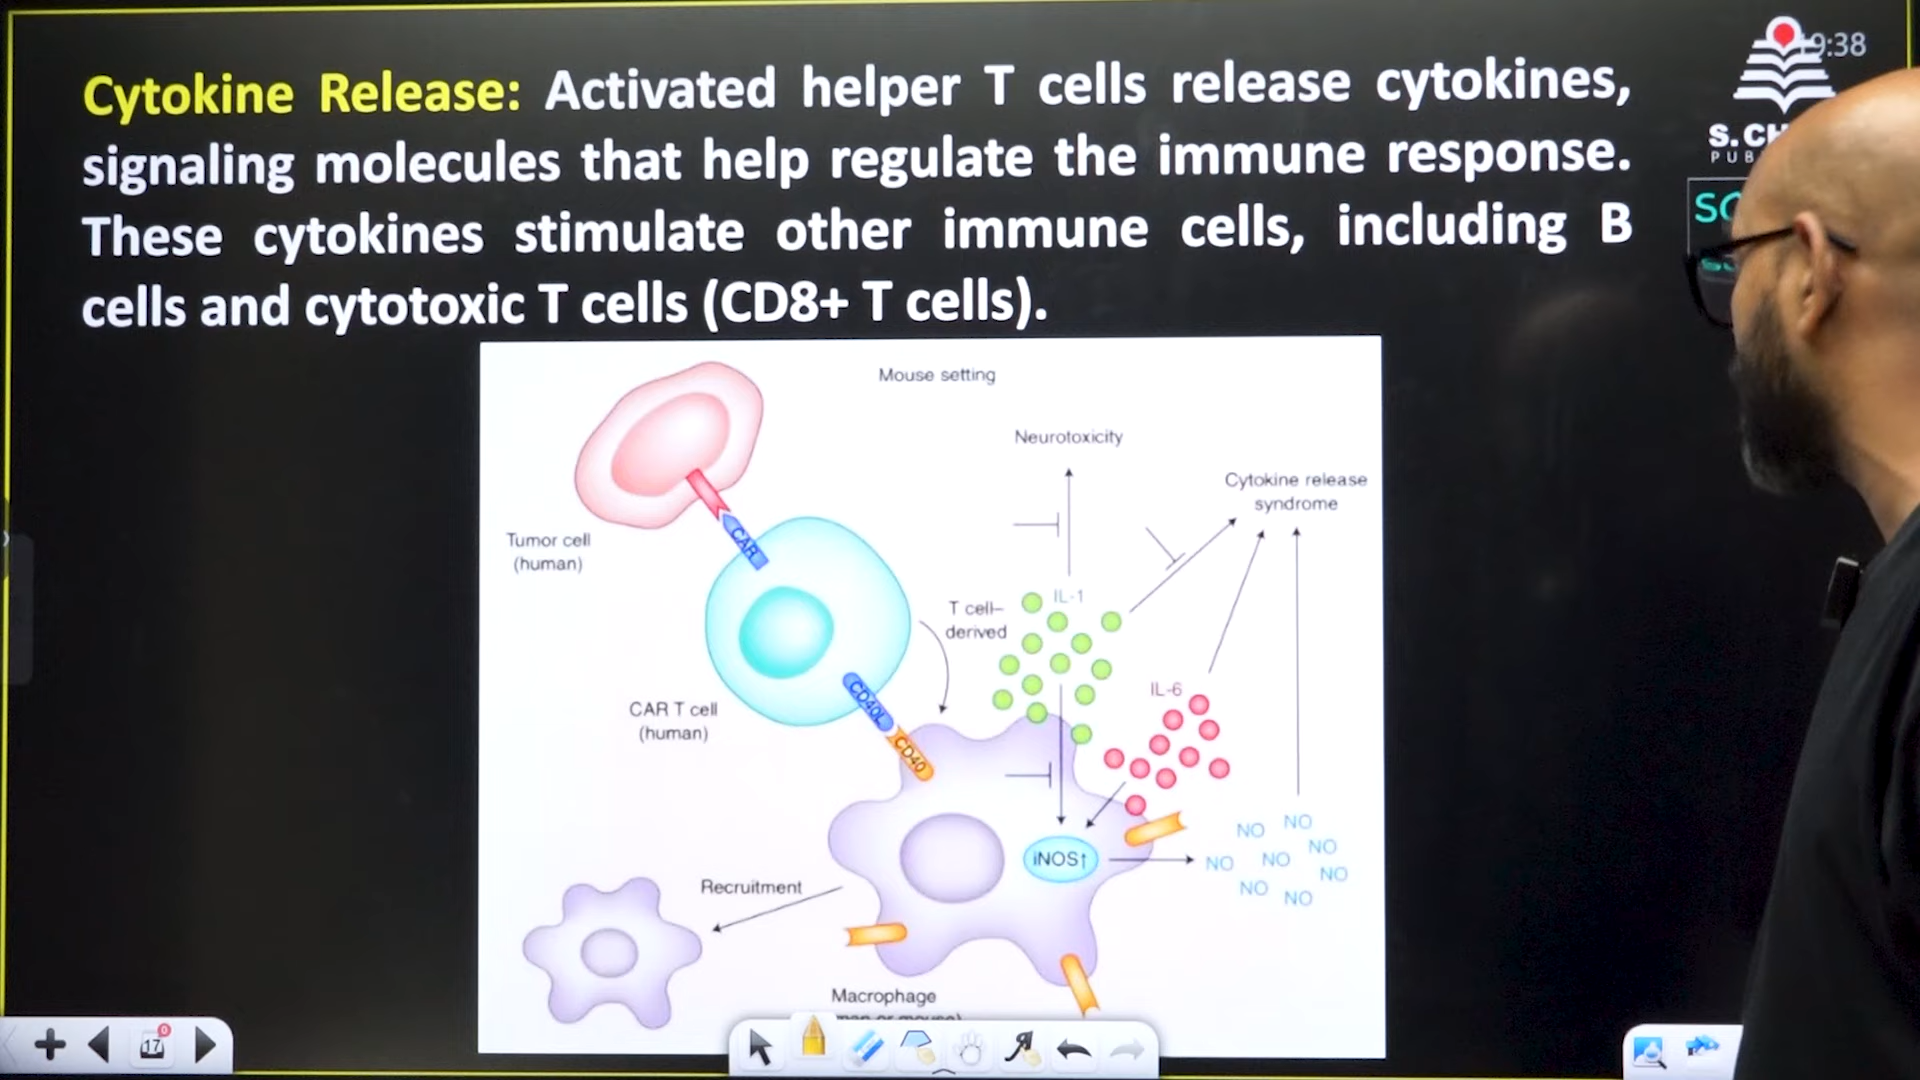 Cytokine Release: Activated helper T cells release cytokines,
signaling molecules that help regulate the immune response.
These cytokines stimulate other immune cells, including B
cells and cytotoxic T cells (CD8+ T cells).
9:38
S. CH
PUB
Mouse setting
Neurotoxicity
Cytokine release
syndrome
Tumor cell
(human)
CAR
T cell–
derived
IL-1
IL-6
CAR T cell
(human)
CD40L
CD40
iNOS↑
NO NO
NO NO NO
NO
NO NO
Recruitment
Macrophage
17
0